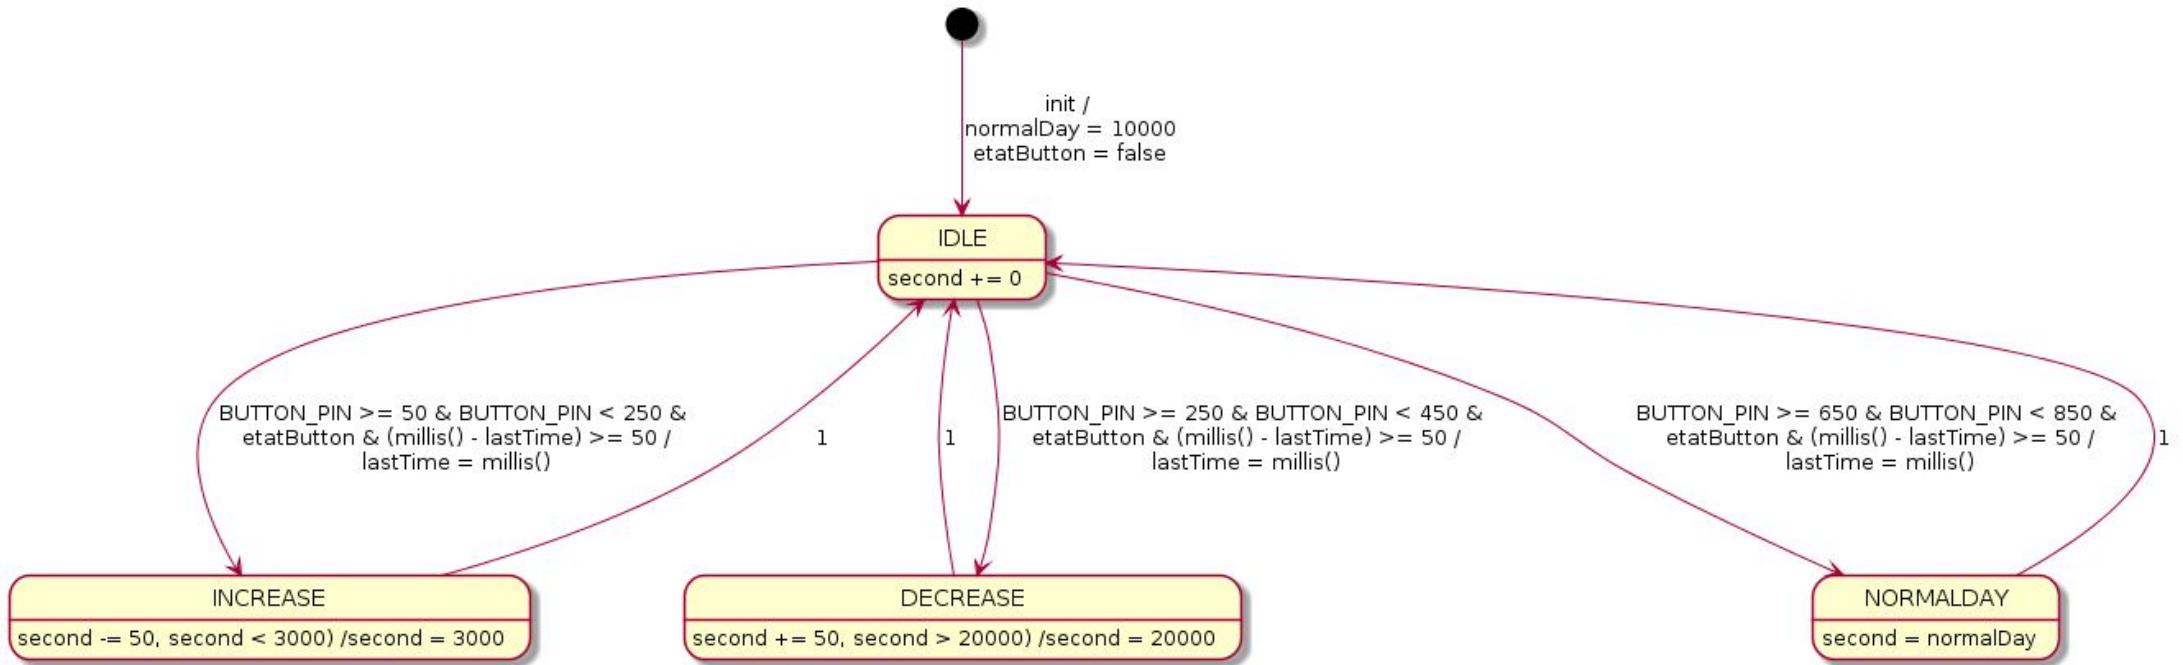 init /
normalDay = 10000
etatButton = false
IDLE
second += 0
BUTTON_PIN >= 50 & BUTTON_PIN < 250 &
etatButton & (millis() - lastTime) >= 50 /
lastTime = millis()
1
1
BUTTON_PIN >= 250 & BUTTON_PIN < 450 &
etatButton & (millis() - lastTime) >= 50 /
lastTime = millis()
BUTTON_PIN >= 650 & BUTTON_PIN < 850 &
etatButton & (millis() - lastTime) >= 50 /
lastTime = millis()
1
INCREASE
second -= 50, second < 3000) /second = 3000
DECREASE
second += 50, second > 20000) /second = 20000
NORMALDAY
second = normalDay